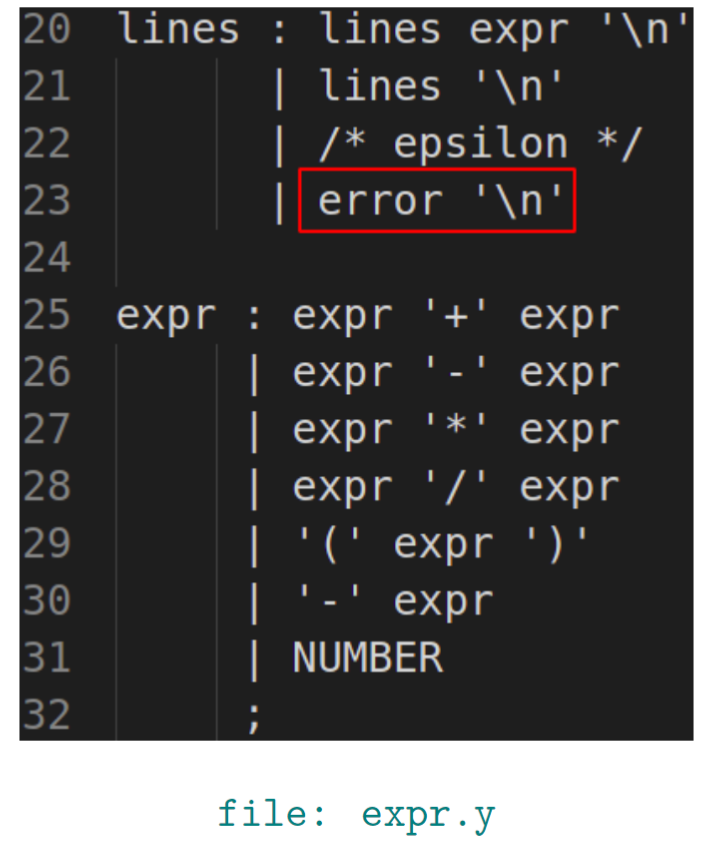 20 lines : lines expr '\n'
21 | lines '\n'
22 | /* epsilon */
23 | error '\n'
24
25 expr : expr '+' expr
26 | expr '-' expr
27 | expr '*' expr
28 | expr '/' expr
29 | '(' expr ')'
30 | '-' expr
31 | NUMBER
32 ;
file: expr.y